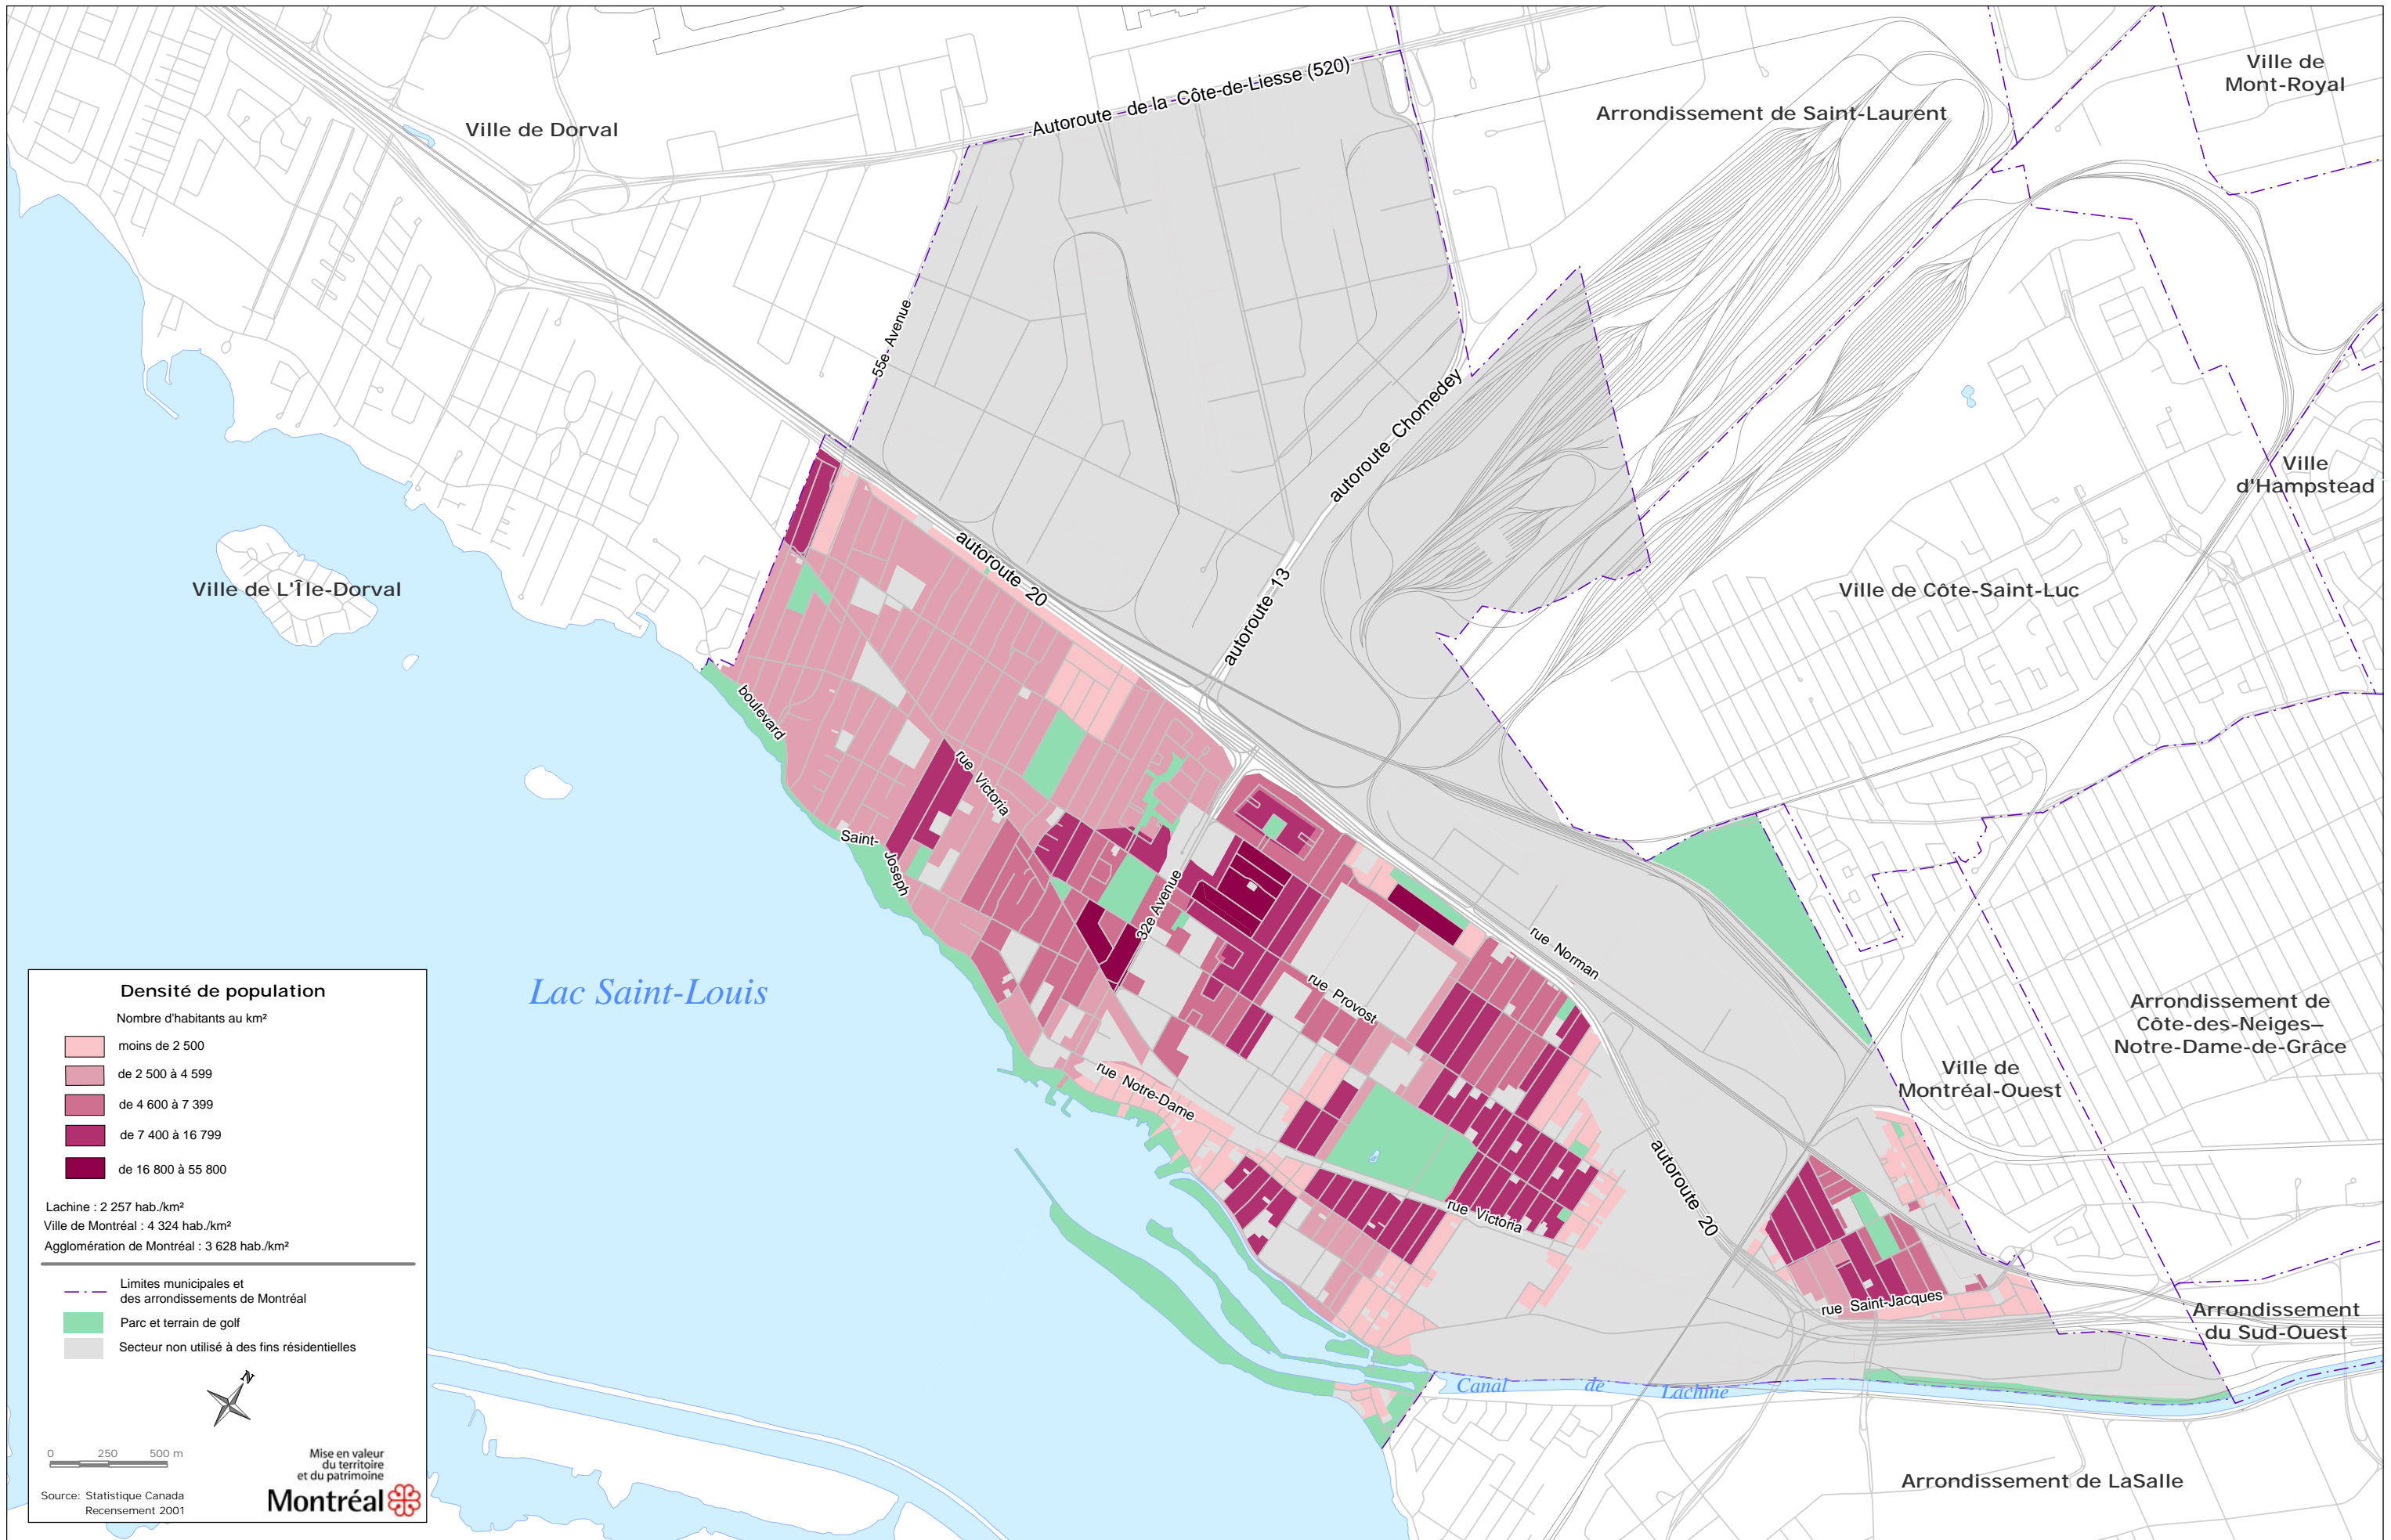 Ville de
Mont-Royal
Autoroute de la Côte-de-Liesse (520)
Arrondissement de Saint-Laurent
Ville de Dorval
55e Avenue
autoroute Chomedey
Ville
d'Hampstead
autoroute 20
autoroute 13
Ville de L'Île-Dorval
Ville de Côte-Saint-Luc
boulevard
Saint-
Joseph
rue Victoria
32e Avenue
rue Norman
rue Provost
Lac Saint-Louis
Arrondissement de
Côte-des-Neiges–
Notre-Dame-de-Grâce
Ville de
Montréal-Ouest
rue Notre-Dame
autoroute 20
rue Victoria
rue Saint-Jacques
Arrondissement
du Sud-Ouest
Canal de Lachine
Arrondissement de LaSalle
Densité de population
Nombre d'habitants au km²
moins de 2 500
de 2 500 à 4 599
de 4 600 à 7 399
de 7 400 à 16 799
de 16 800 à 55 800
Lachine : 2 257 hab./km²
Ville de Montréal : 4 324 hab./km²
Agglomération de Montréal : 3 628 hab./km²
Limites municipales et
des arrondissements de Montréal
Parc et terrain de golf
Secteur non utilisé à des fins résidentielles
N
0 250 500 m
Mise en valeur
du territoire
et du patrimoine
Montréal
Source: Statistique Canada
Recensement 2001